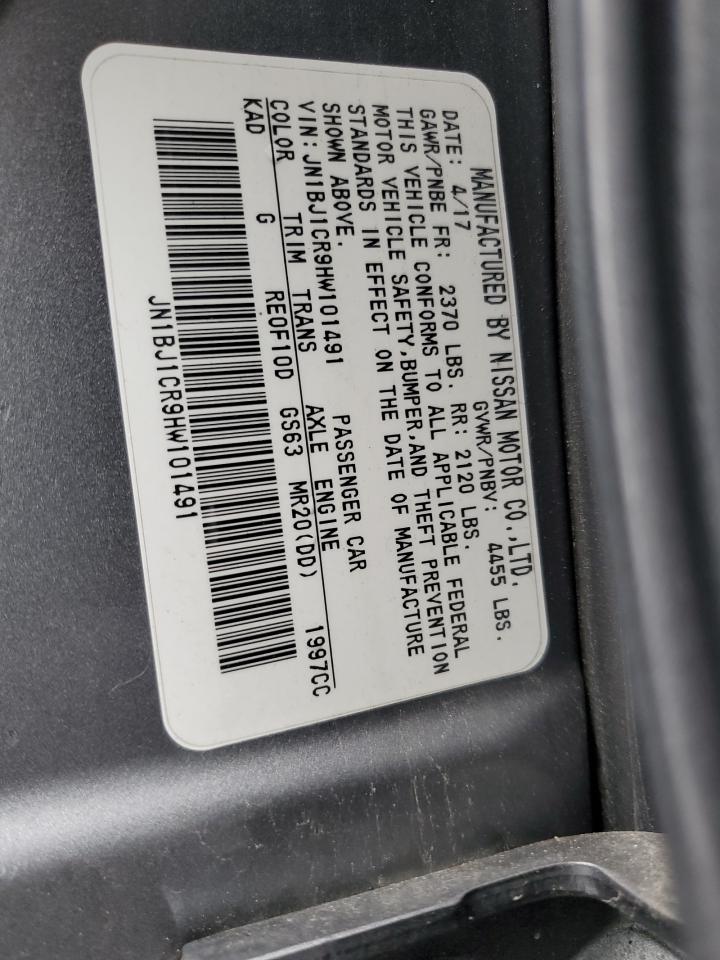 MANUFACTURED BY NISSAN MOTOR CO.,LTD.
DATE: 4/17 GVWR/PNBV: 4455 LBS.
GAWR/PNBE FR: 2370 LBS. RR: 2120 LBS.
THIS VEHICLE CONFORMS TO ALL APPLICABLE FEDERAL
MOTOR VEHICLE SAFETY,BUMPER,AND THEFT PREVENTION
STANDARDS IN EFFECT ON THE DATE OF MANUFACTURE
SHOWN ABOVE.
VIN:JN1BJ1CR9HW101491 PASSENGER CAR
COLOR TRIM TRANS AXLE ENGINE
KAD G RE0F10D GS63 MR20(DD) 1997CC
JN1BJ1CR9HW101491